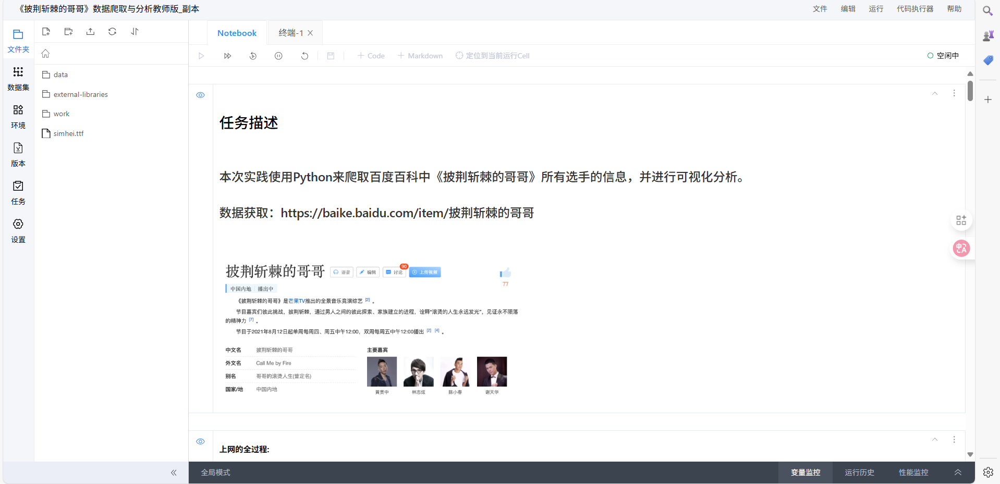 《披荆斩棘的哥哥》数据爬取与分析教师版_副本
文件 编辑 运行 代码执行器 帮助
文件夹
数据集
环境
版本
任务
设置
data
external-libraries
work
simhei.ttf
Notebook
终端-1
Code
Markdown
定位到当前运行Cell
空闲中
任务描述
本次实践使用Python来爬取百度百科中《披荆斩棘的哥哥》所有选手的信息，并进行可视化分析。
数据获取：https://baike.baidu.com/item/披荆斩棘的哥哥
披荆斩棘的哥哥 语音 编辑 讨论 90 上传视频
77
中国内地 播出中
《披荆斩棘的哥哥》是芒果TV推出的全景音乐竞演综艺 [2] 。
节目嘉宾们彼此挑战，披荆斩棘，通过男人之间的彼此探索、家族建立的进程，诠释“滚烫的人生永远发光”，见证永不陨落
的精神力 [7] 。
节目于2021年8月12日起单周每周四、周五中午12:00，双周每周五中午12:00播出 [2] [4] 。
中文名 披荆斩棘的哥哥
外文名 Call Me by Fire
别名 哥哥的滚烫人生(曾定名)
国家/地 中国内地
主要嘉宾
黄贯中 林志炫 陈小春 谢天华
上网的全过程:
全局模式
变量监控 运行历史 性能监控